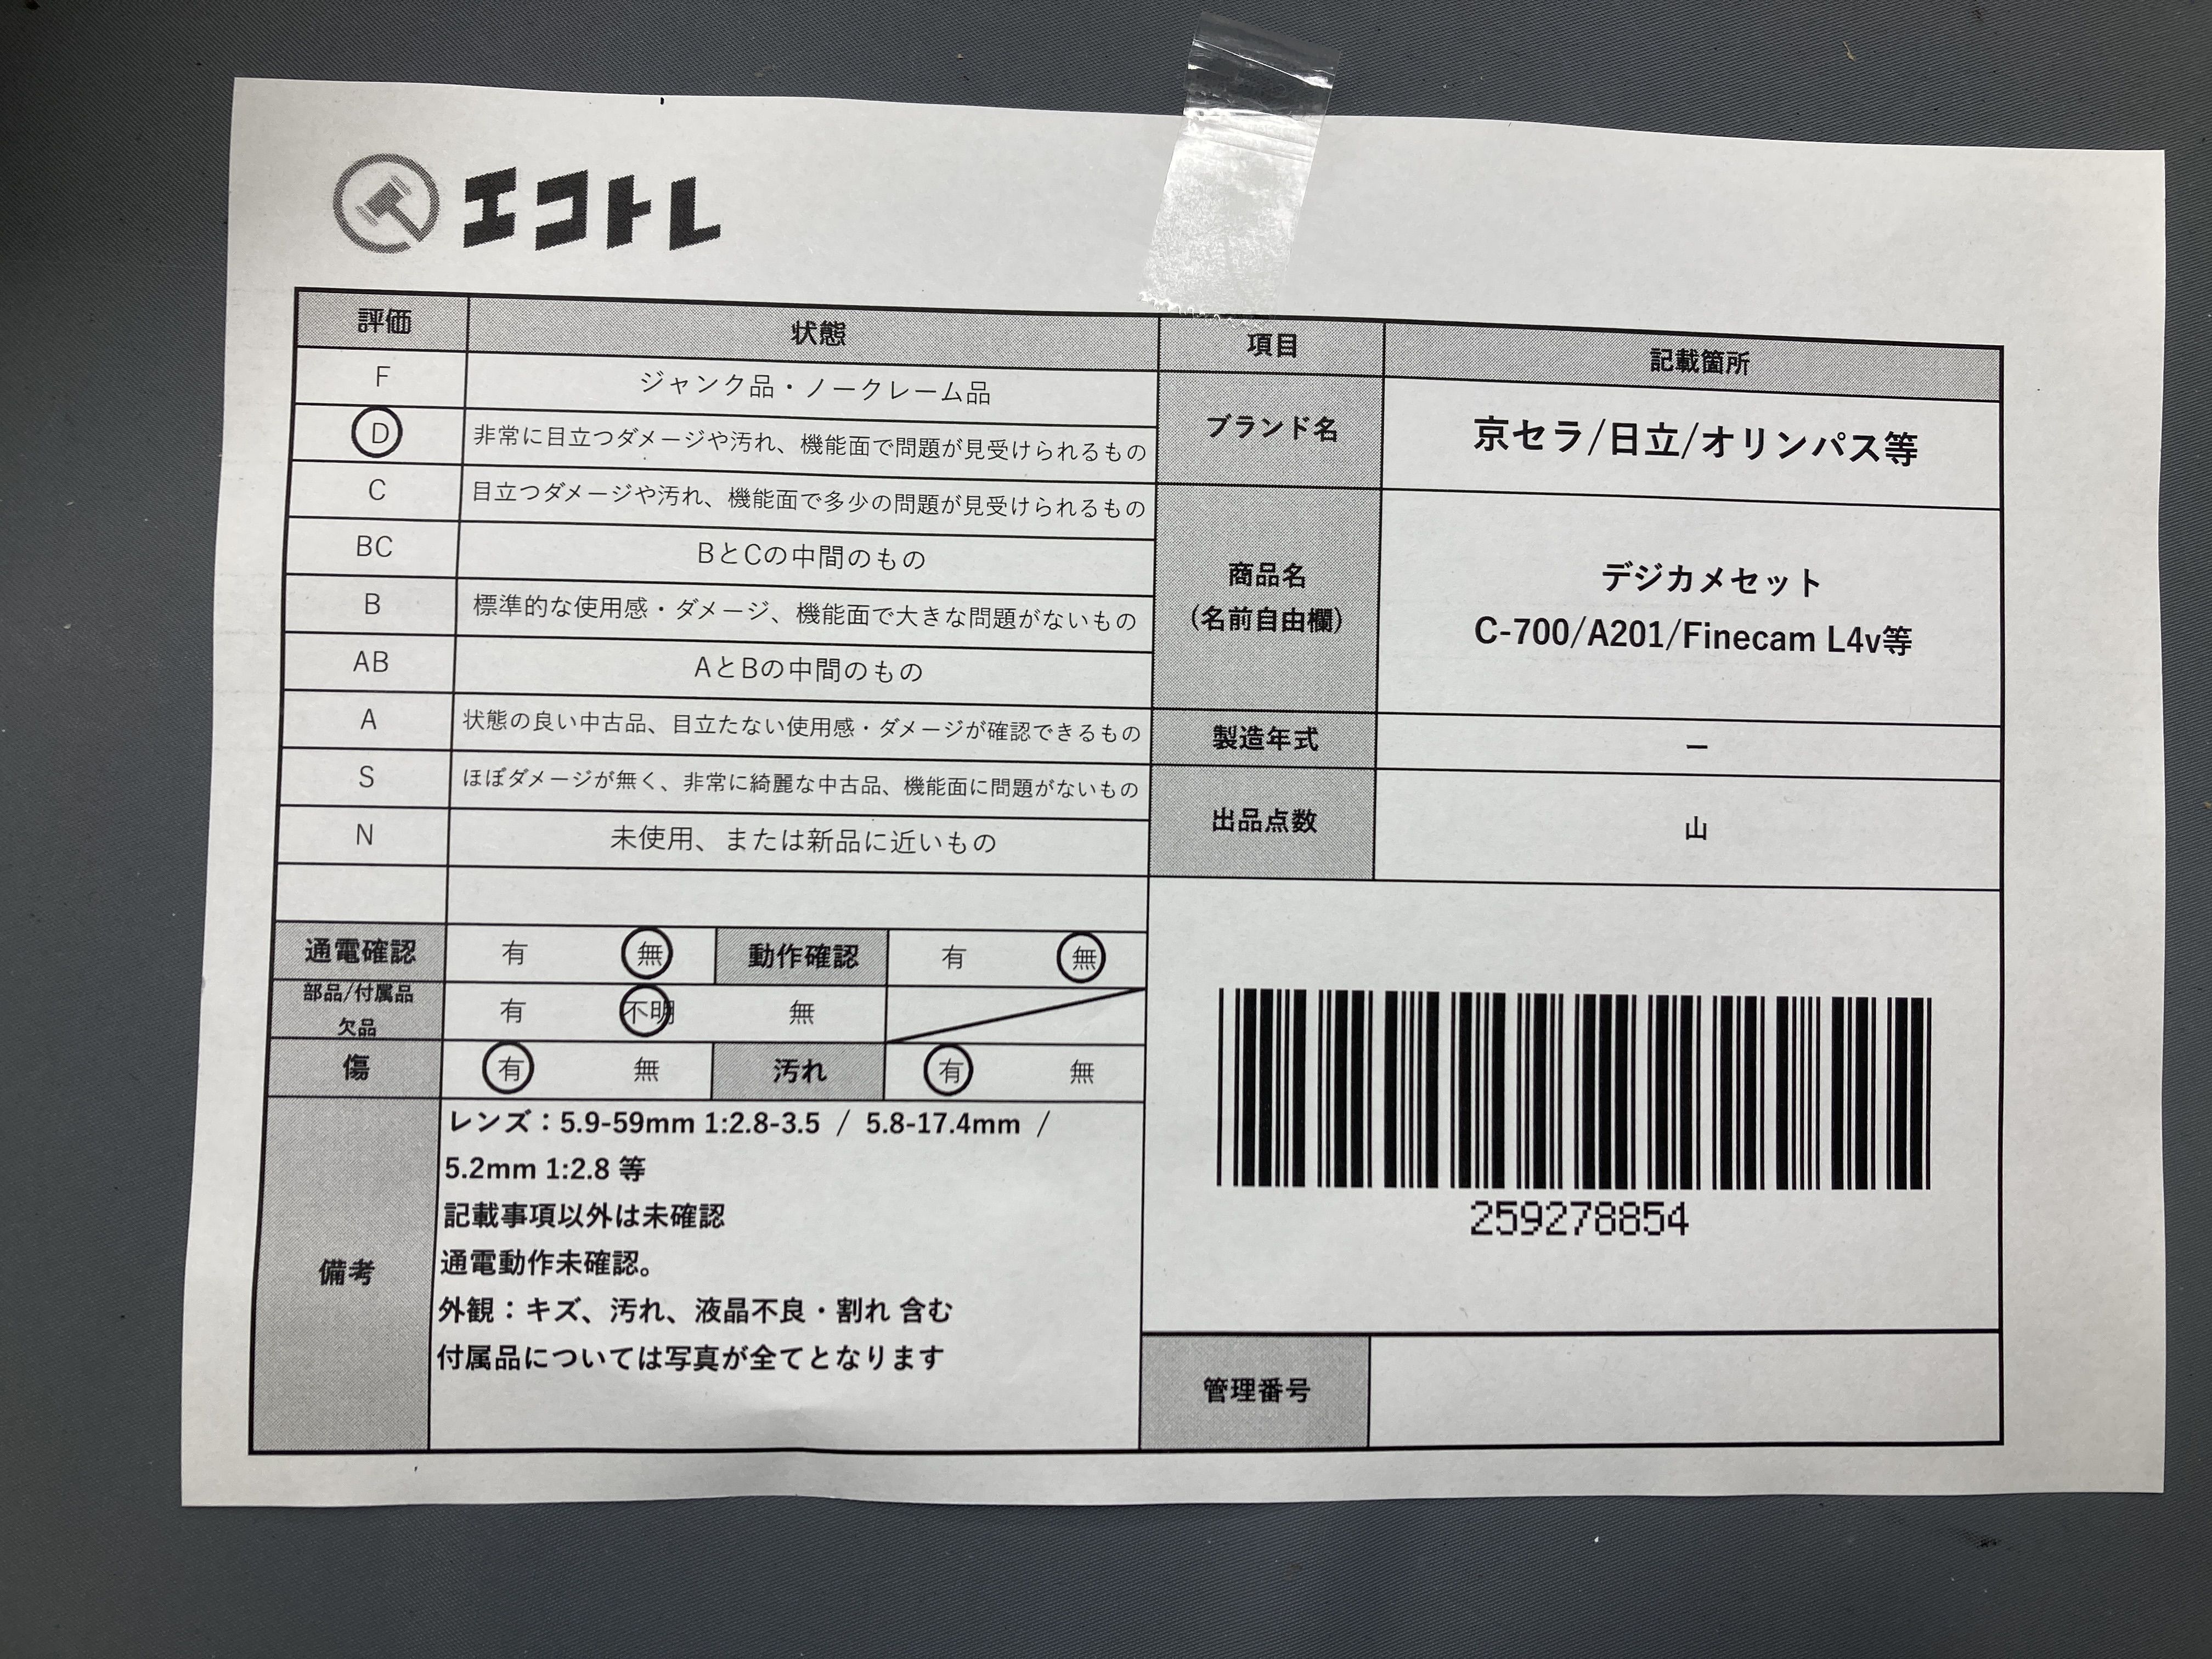 エコトレ
評価 状態 項目 記載箇所
F ジャンク品・ノークレーム品
D 非常に目立つダメージや汚れ、機能面で問題が見受けられるもの
C 目立つダメージや汚れ、機能面で多少の問題が見受けられるもの
BC BとCの中間のもの
B 標準的な使用感・ダメージ、機能面で大きな問題がないもの
AB AとBの中間のもの
A 状態の良い中古品、目立たない使用感・ダメージが確認できるもの
S ほぼダメージが無く、非常に綺麗な中古品、機能面に問題がないもの
N 未使用、または新品に近いもの
ブランド名 京セラ/日立/オリンパス等
商品名
(名前自由欄)
デジカメセット
C-700/A201/Finecam L4v等
製造年式 ー
出品点数 山
通電確認 有 無 動作確認 有 無
部品/付属品
欠品
有 不明 無
傷 有 無 汚れ 有 無
備考
レンズ：5.9-59mm 1:2.8-3.5 / 5.8-17.4mm /
5.2mm 1:2.8 等
記載事項以外は未確認
通電動作未確認。
外観：キズ、汚れ、液晶不良・割れ 含む
付属品については写真が全てとなります
259278854
管理番号